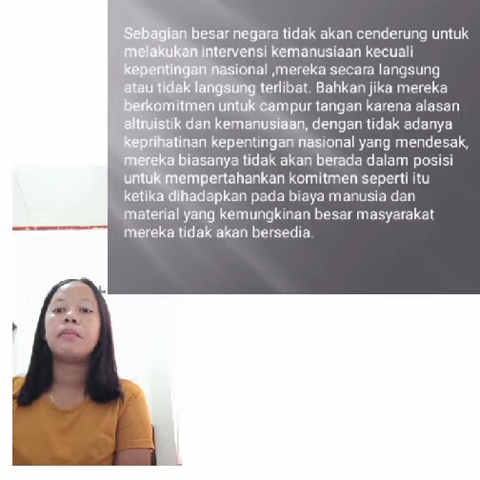 Sebagian besar negara tidak akan cenderung untuk
melakukan intervensi kemanusiaan kecuali
kepentingan nasional ,mereka secara langsung
atau tidak langsung terlibat. Bahkan jika mereka
berkomitmen untuk campur tangan karena alasan
altruistik dan kemanusiaan, dengan tidak adanya
keprihatinan kepentingan nasional yang mendesak,
mereka biasanya tidak akan berada dalam posisi
untuk mempertahankan komitmen seperti itu
ketika dihadapkan pada biaya manusia dan
material yang kemungkinan besar masyarakat
mereka tidak akan bersedia.